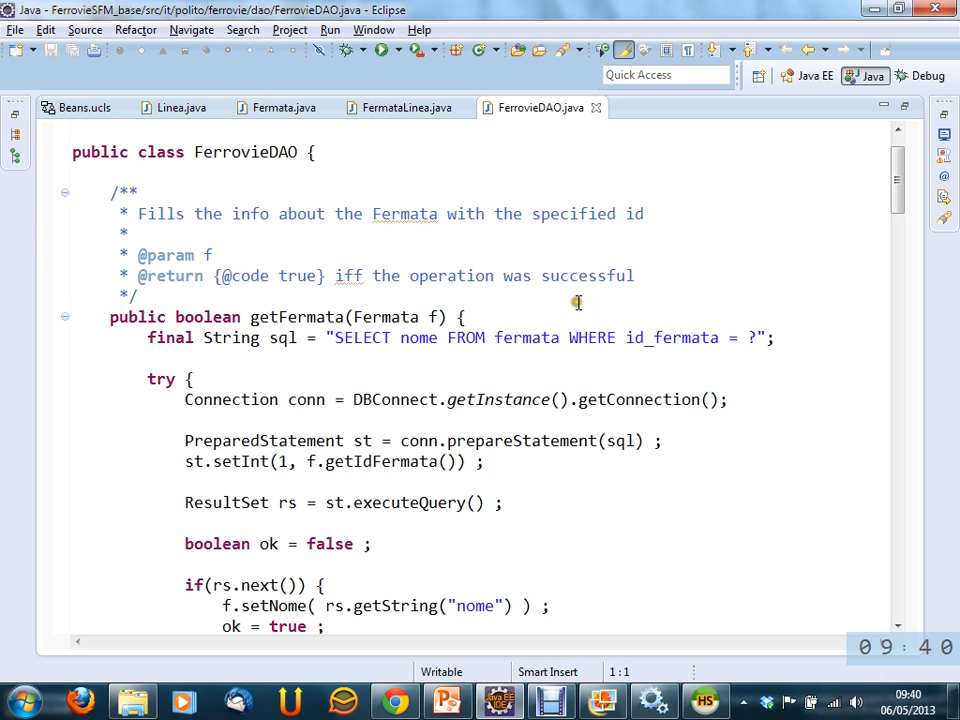 Java - FerrovieSFM_base/src/it/polito/ferrovie/dao/FerrovieDAO.java - Eclipse
File Edit Source Refactor Navigate Search Project Run Window Help
Quick Access
Java EE Java Debug
Beans.ucls Linea.java Fermata.java FermataLinea.java FerrovieDAO.java
public class FerrovieDAO {
/**
* Fills the info about the Fermata with the specified id
*
* @param f
* @return {@code true} iff the operation was successful
*/
public boolean getFermata(Fermata f) {
final String sql = "SELECT nome FROM fermata WHERE id_fermata = ?";
try {
Connection conn = DBConnect.getInstance().getConnection();
PreparedStatement st = conn.prepareStatement(sql) ;
st.setInt(1, f.getIdFermata()) ;
ResultSet rs = st.executeQuery() ;
boolean ok = false ;
if(rs.next()) {
f.setNome( rs.getString("nome") ) ;
ok = true ;
09:40
Writable Smart Insert 1 : 1
HS
09:40
06/05/2013